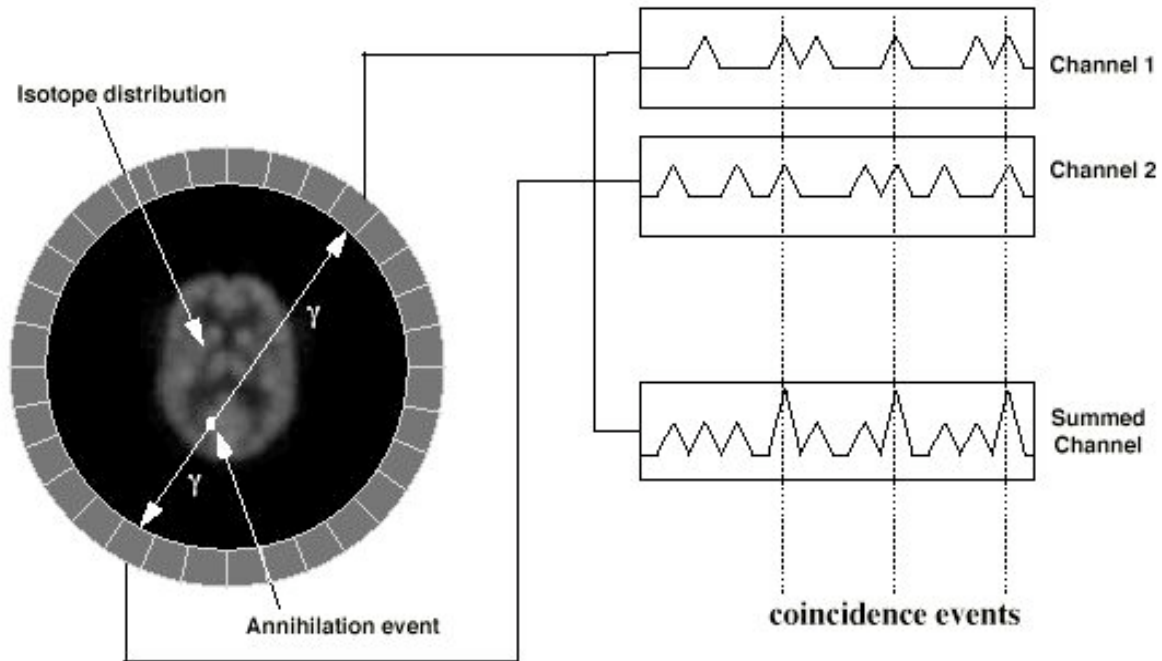 Isotope distribution
γ
γ
Annihilation event
Channel 1
Channel 2
Summed
Channel
coincidence events